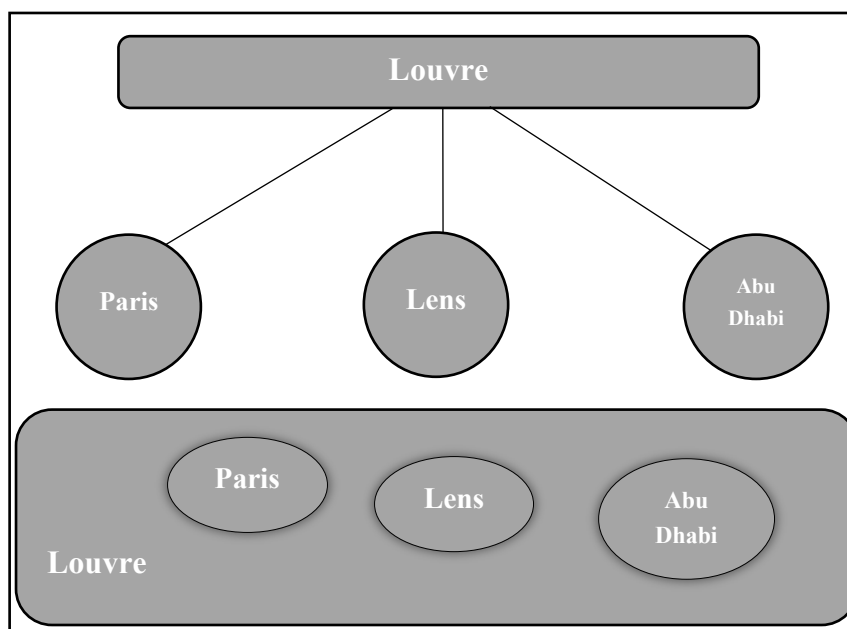 Louvre
Paris
Lens
Abu
Dhabi
Paris
Lens
Abu
Dhabi
Louvre